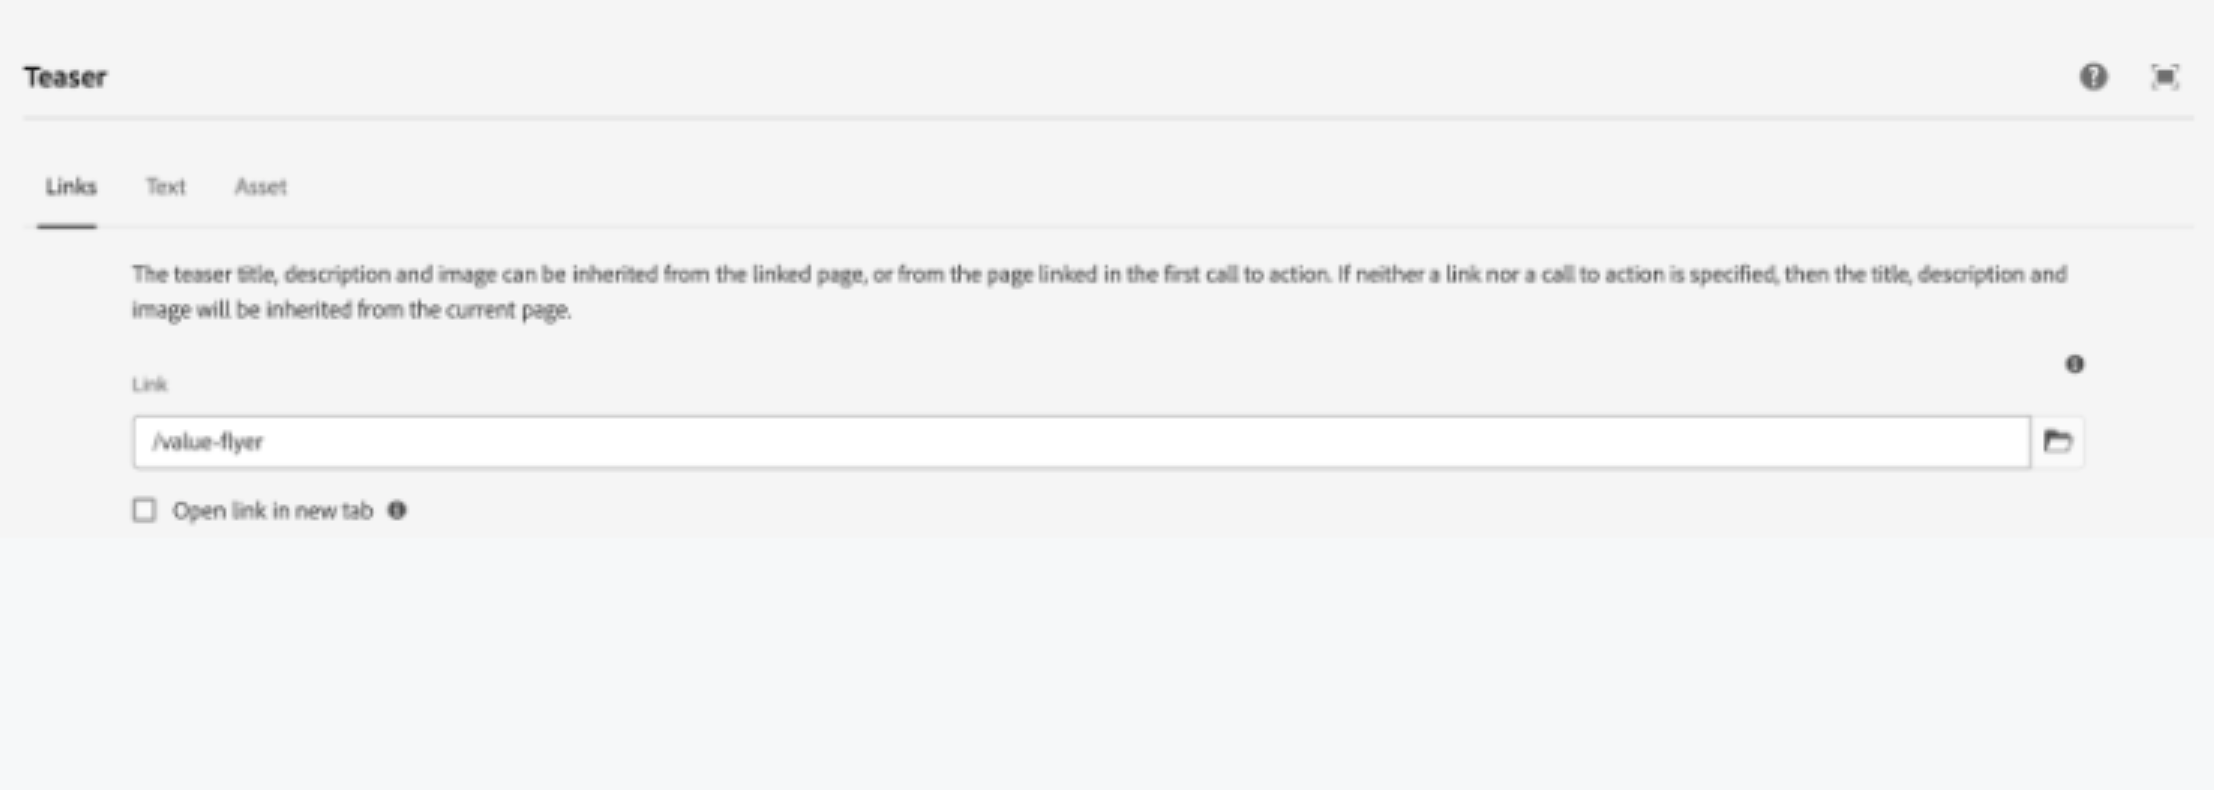 Teaser
Links Text Asset
The teaser title, description and image can be inherited from the linked page, or from the page linked in the first call to action. If neither a link nor a call to action is specified, then the title, description and
image will be inherited from the current page.
Link
/value-flyer
Open link in new tab